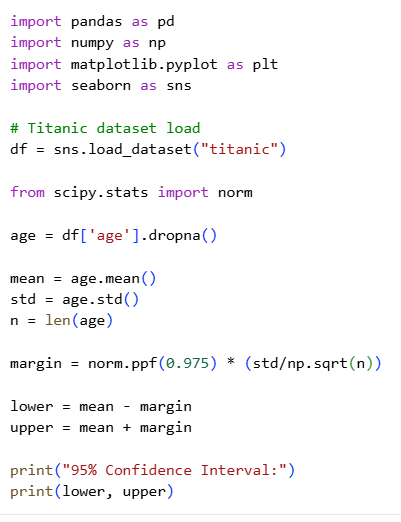 import pandas as pd
import numpy as np
import matplotlib.pyplot as plt
import seaborn as sns

# Titanic dataset load
df = sns.load_dataset("titanic")

from scipy.stats import norm

age = df['age'].dropna()

mean = age.mean()
std = age.std()
n = len(age)

margin = norm.ppf(0.975) * (std/np.sqrt(n))

lower = mean - margin
upper = mean + margin

print("95% Confidence Interval:")
print(lower, upper)